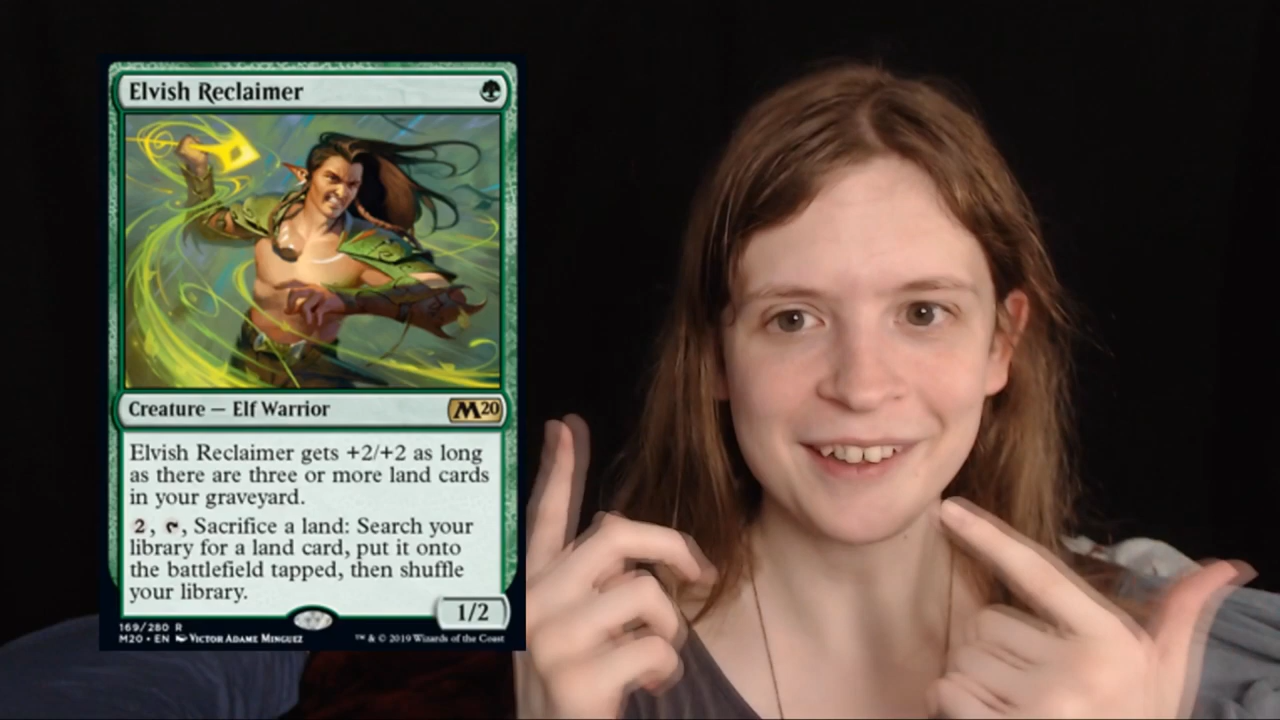 Elvish Reclaimer
Creature — Elf Warrior
M20
Elvish Reclaimer gets +2/+2 as long
as there are three or more land cards
in your graveyard.
2, , Sacrifice a land: Search your
library for a land card, put it onto
the battlefield tapped, then shuffle
your library.
1/2
169/280 R
M20 • EN VICTOR ADAME MINGUEZ
™ & © 2019 Wizards of the Coast